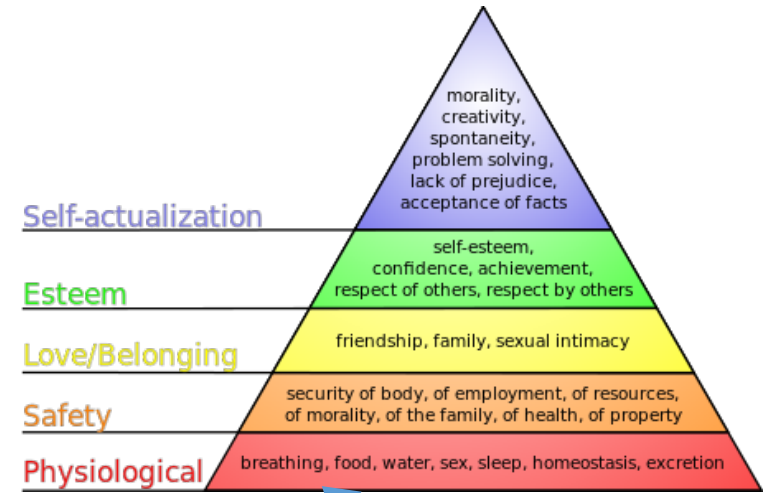 morality,
creativity,
spontaneity,
problem solving,
lack of prejudice,
acceptance of facts
Self-actualization
self-esteem,
confidence, achievement,
respect of others, respect by others
Esteem
friendship, family, sexual intimacy
Love/Belonging
security of body, of employment, of resources,
of morality, of the family, of health, of property
Safety
breathing, food, water, sex, sleep, homeostasis, excretion
Physiological